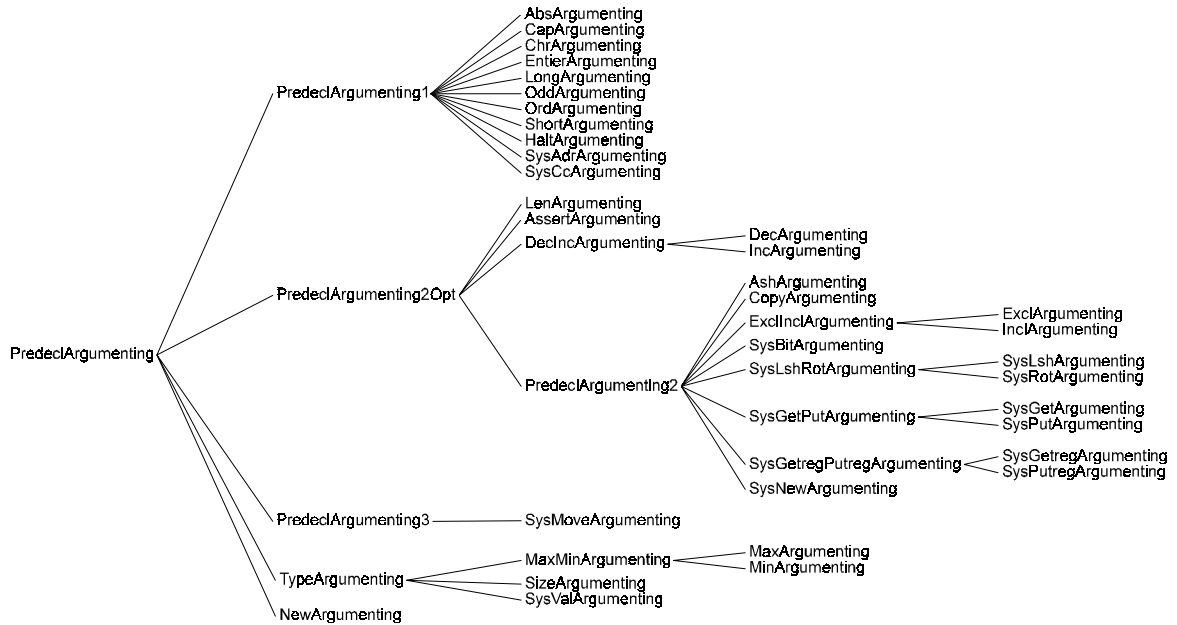 AbsArgumenting
CapArgumenting
ChrArgumenting
EntierArgumenting
LongArgumenting
PredeclArgumenting1
OddArgumenting
OrdArgumenting
ShortArgumenting
HaltArgumenting
SysAdrArgumenting
SysCcArgumenting
LenArgumenting
AssertArgumenting
DecIncArgumenting
DecArgumenting
IncArgumenting
PredeclArgumenting2Opt
AshArgumenting
CopyArgumenting
ExclInclArgumenting
ExclArgumenting
InclArgumenting
SysBitArgumenting
PredeclArgumenting
SysLshRotArgumenting
SysLshArgumenting
SysRotArgumenting
PredeclArgumenting2
SysGetPutArgumenting
SysGetArgumenting
SysPutArgumenting
SysGetregPutregArgumenting
SysGetregArgumenting
SysPutregArgumenting
SysNewArgumenting
PredeclArgumenting3
SysMoveArgumenting
MaxMinArgumenting
MaxArgumenting
MinArgumenting
TypeArgumenting
SizeArgumenting
SysValArgumenting
NewArgumenting